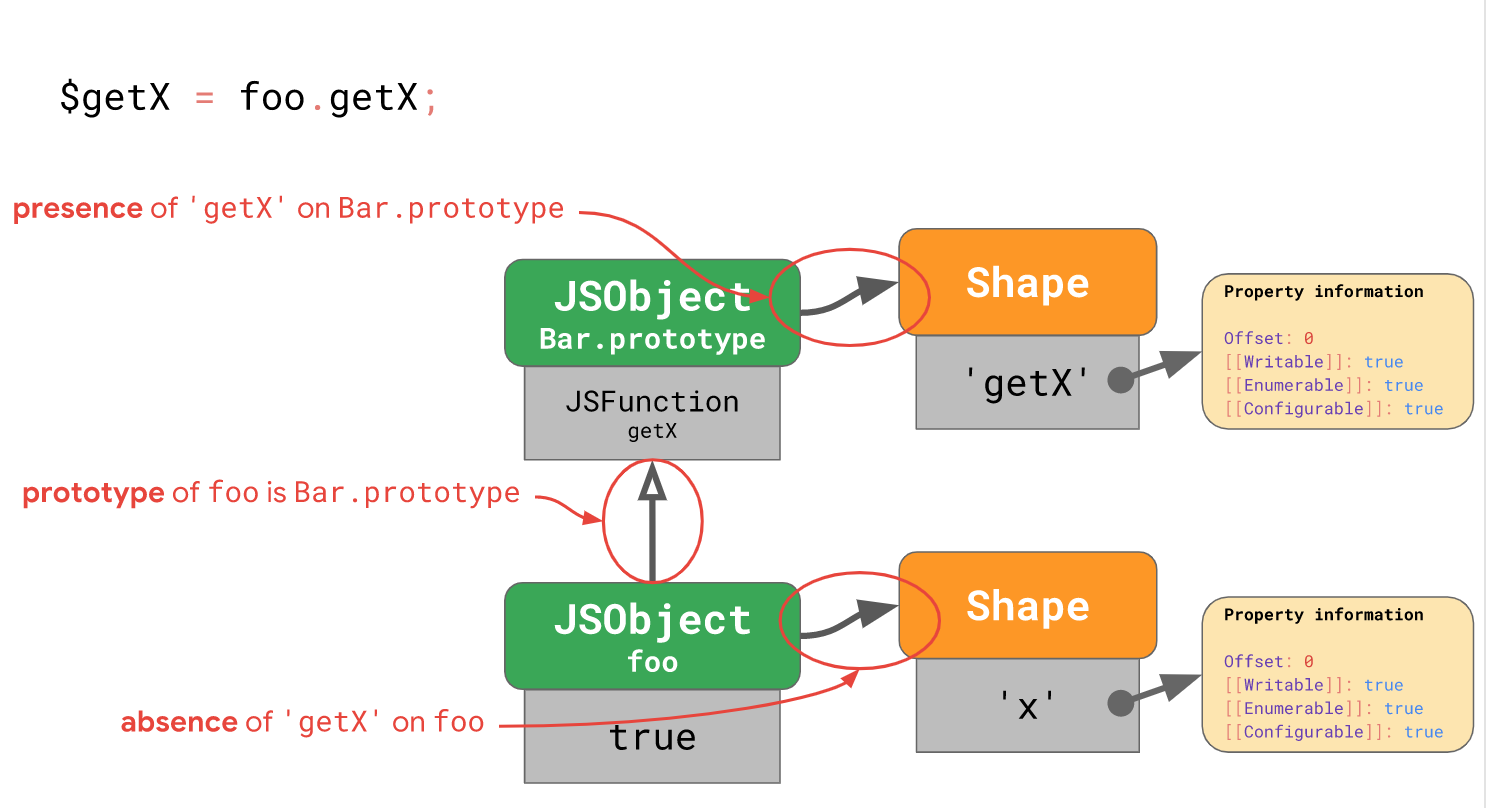 $getX = foo.getX;
presence of 'getX' on Bar.prototype
JSObject
Bar.prototype
JSFunction
getX
Shape
'getX'
Property information
Offset: 0
[[Writable]]: true
[[Enumerable]]: true
[[Configurable]]: true
prototype of foo is Bar.prototype
JSObject
foo
true
Shape
'x'
Property information
Offset: 0
[[Writable]]: true
[[Enumerable]]: true
[[Configurable]]: true
absence of 'getX' on foo